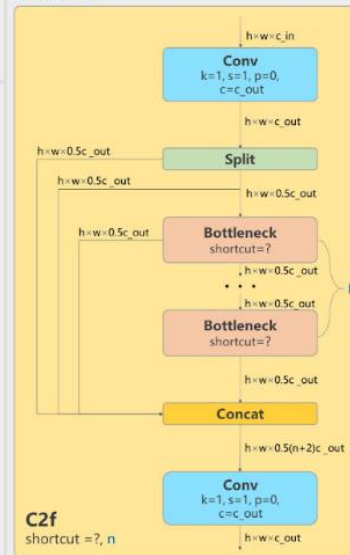 h×w×c_in
Conv
k=1, s=1, p=0,
c=c_out
h×w×c_out
Split
h×w×0.5c_out
h×w×0.5c_out
h×w×0.5c_out
Bottleneck
shortcut=?
h×w×0.5c_out
h×w×0.5c_out
...
h×w×0.5c_out
Bottleneck
shortcut=?
h×w×0.5c_out
Concat
h×w×0.5(n+2)c_out
Conv
k=1, s=1, p=0,
c=c_out
C2f
shortcut =?, n
h×w×c_out